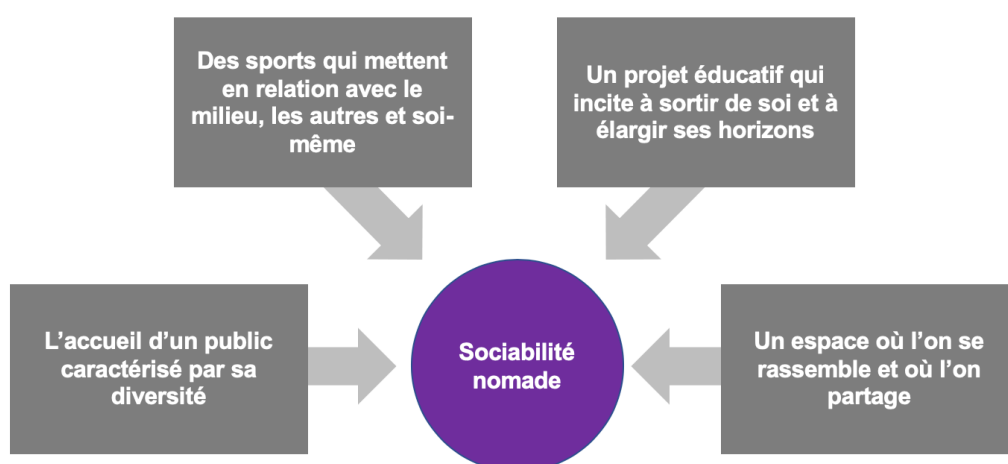 Des sports qui mettent
en relation avec le
milieu, les autres et soi-
même
Un projet éducatif qui
incite à sortir de soi et à
élargir ses horizons
L’accueil d’un public
caractérisé par sa
diversité
Sociabilité
nomade
Un espace où l’on se
rassemble et où l’on
partage